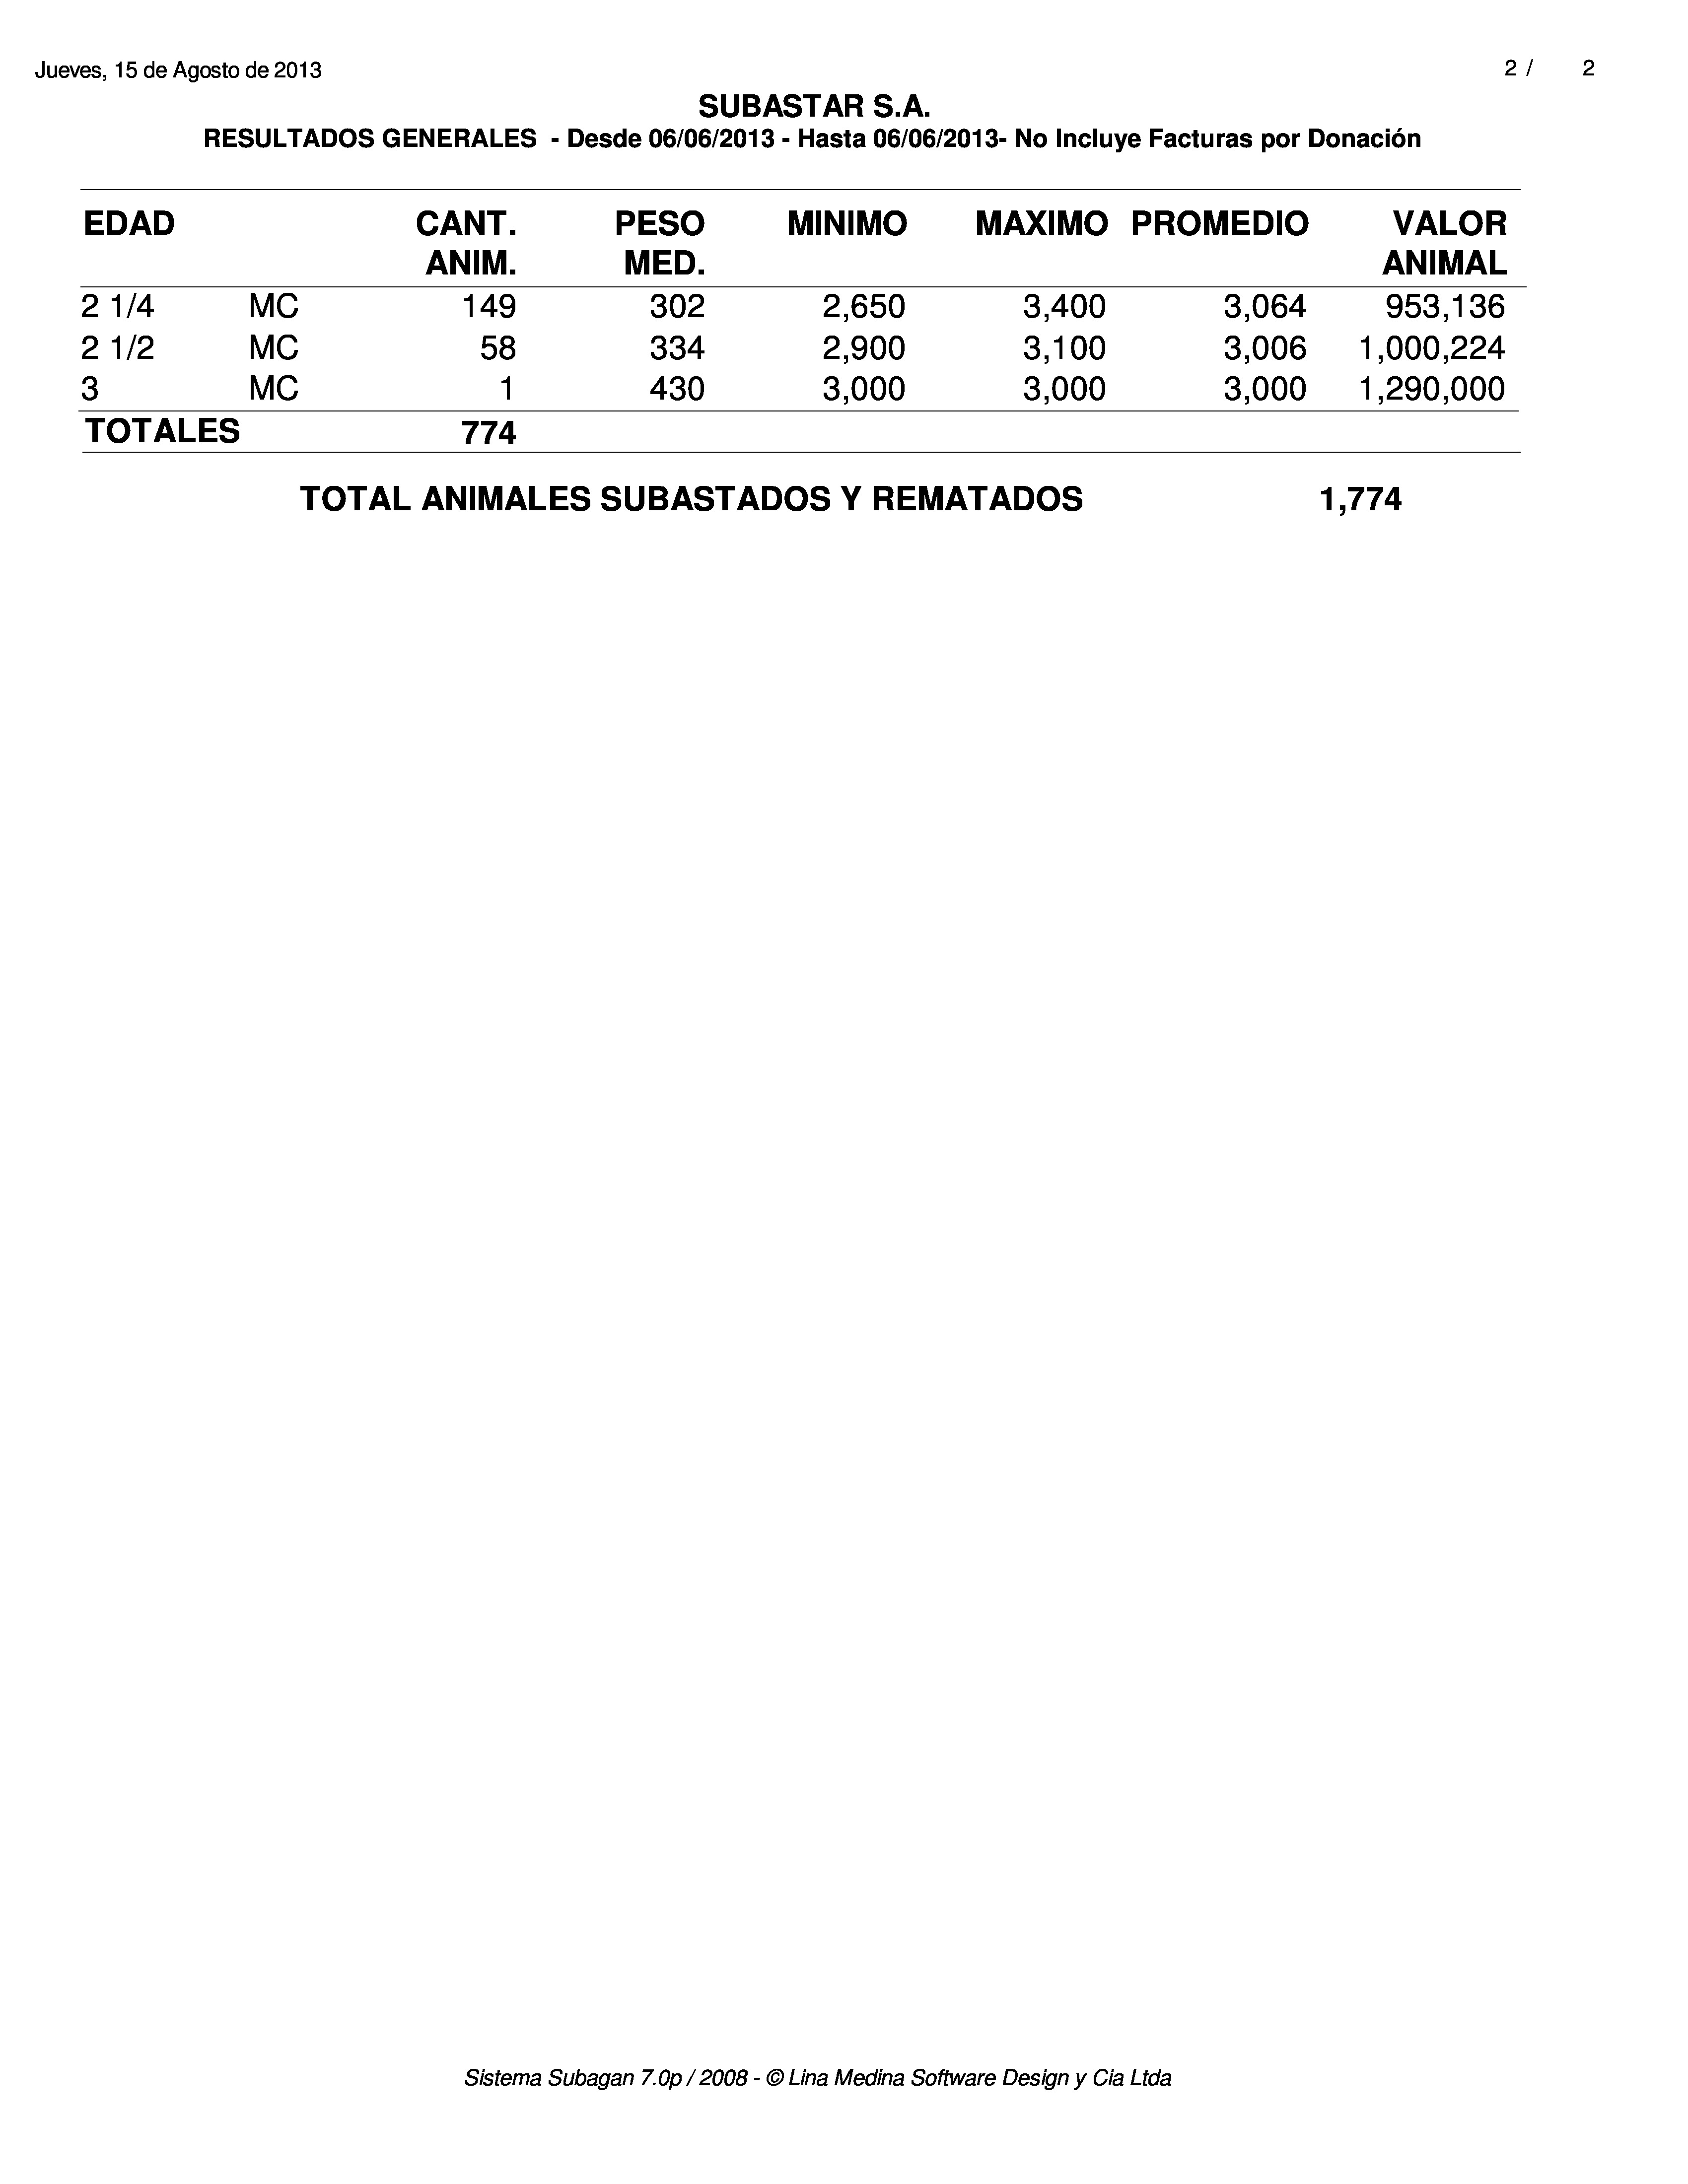 Jueves, 15 de Agosto de 2013 2 / 2
SUBASTAR S.A.
RESULTADOS GENERALES - Desde 06/06/2013 - Hasta 06/06/2013- No Incluye Facturas por Donación
EDAD CANT. PESO MINIMO MAXIMO PROMEDIO VALOR
ANIM. MED. ANIMAL
2 1/4 MC 149 302 2,650 3,400 3,064 953,136
2 1/2 MC 58 334 2,900 3,100 3,006 1,000,224
3 MC 1 430 3,000 3,000 3,000 1,290,000
TOTALES 774
TOTAL ANIMALES SUBASTADOS Y REMATADOS 1,774
Sistema Subagan 7.0p / 2008 - © Lina Medina Software Design y Cia Ltda